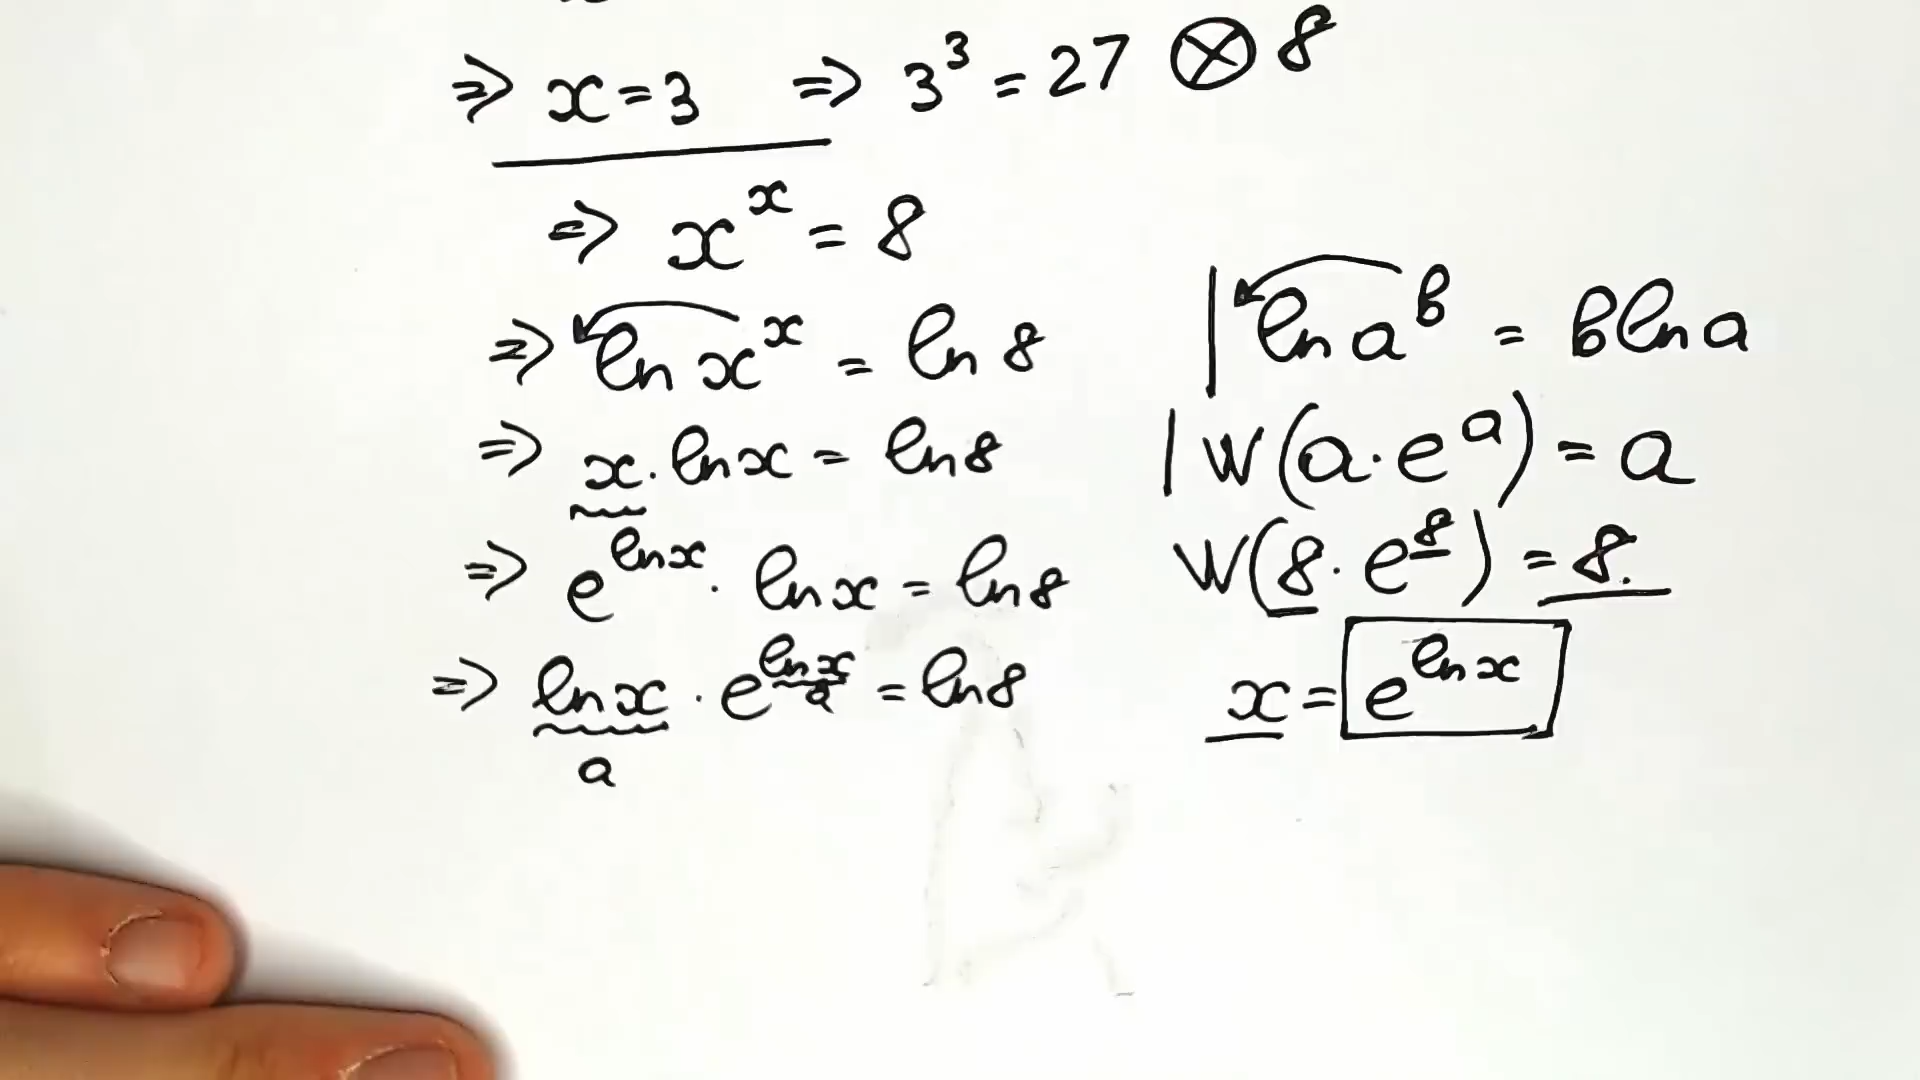 ⇒ x = 3 ⇒ 3³ = 27 ⊗ 8
⇒ xˣ = 8
⇒ ln xˣ = ln 8
⇒ x · ln x = ln 8
⇒ e^(ln x) · ln x = ln 8
⇒ ln x · e^(ln x) = ln 8
a
a
| ln aᵇ = b ln a
| W(a · eᵃ) = a
W(8 · e⁸) = 8.
x = e^(ln x)